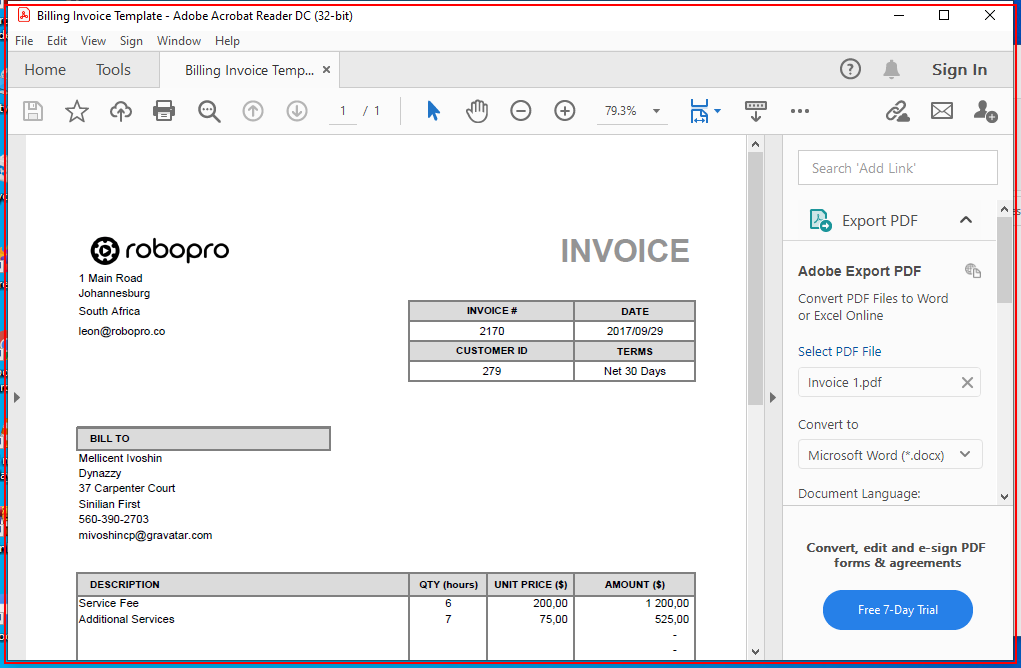 Billing Invoice Template - Adobe Acrobat Reader DC (32-bit)
File Edit View Sign Window Help
Home Tools Billing Invoice Temp... Sign In
1 / 1 79.3%
Search 'Add Link'
Export PDF
Adobe Export PDF
Convert PDF Files to Word
or Excel Online
Select PDF File
Invoice 1.pdf
Convert to
Microsoft Word (*.docx)
Document Language:
Convert, edit and e-sign PDF
forms & agreements
Free 7-Day Trial
robopro
INVOICE
1 Main Road
Johannesburg
South Africa
leon@robopro.co
INVOICE # DATE
2170 2017/09/29
CUSTOMER ID TERMS
279 Net 30 Days
BILL TO
Mellicent Ivoshin
Dynazzy
37 Carpenter Court
Sinilian First
560-390-2703
mivoshincp@gravatar.com
DESCRIPTION QTY (hours) UNIT PRICE ($) AMOUNT ($)
Service Fee 6 200,00 1 200,00
Additional Services 7 75,00 525,00
-
-